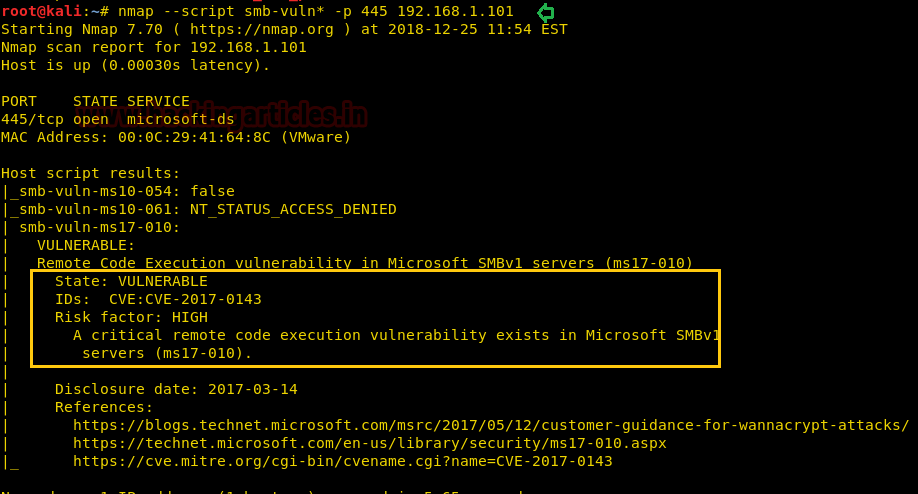 root@kali:~# nmap --script smb-vuln* -p 445 192.168.1.101
Starting Nmap 7.70 ( https://nmap.org ) at 2018-12-25 11:54 EST
Nmap scan report for 192.168.1.101
Host is up (0.00030s latency).
PORT    STATE SERVICE
445/tcp open  microsoft-ds
MAC Address: 00:0C:29:41:64:8C (VMware)
Host script results:
|_smb-vuln-ms10-054: false
|_smb-vuln-ms10-061: NT_STATUS_ACCESS_DENIED
| smb-vuln-ms17-010:
|   VULNERABLE:
|   Remote Code Execution vulnerability in Microsoft SMBv1 servers (ms17-010)
|     State: VULNERABLE
|     IDs:  CVE:CVE-2017-0143
|     Risk factor: HIGH
|       A critical remote code execution vulnerability exists in Microsoft SMBv1
|        servers (ms17-010).
|
|     Disclosure date: 2017-03-14
|     References:
|       https://blogs.technet.microsoft.com/msrc/2017/05/12/customer-guidance-for-wannacrypt-attacks/
|       https://technet.microsoft.com/en-us/library/security/ms17-010.aspx
|_      https://cve.mitre.org/cgi-bin/cvename.cgi?name=CVE-2017-0143